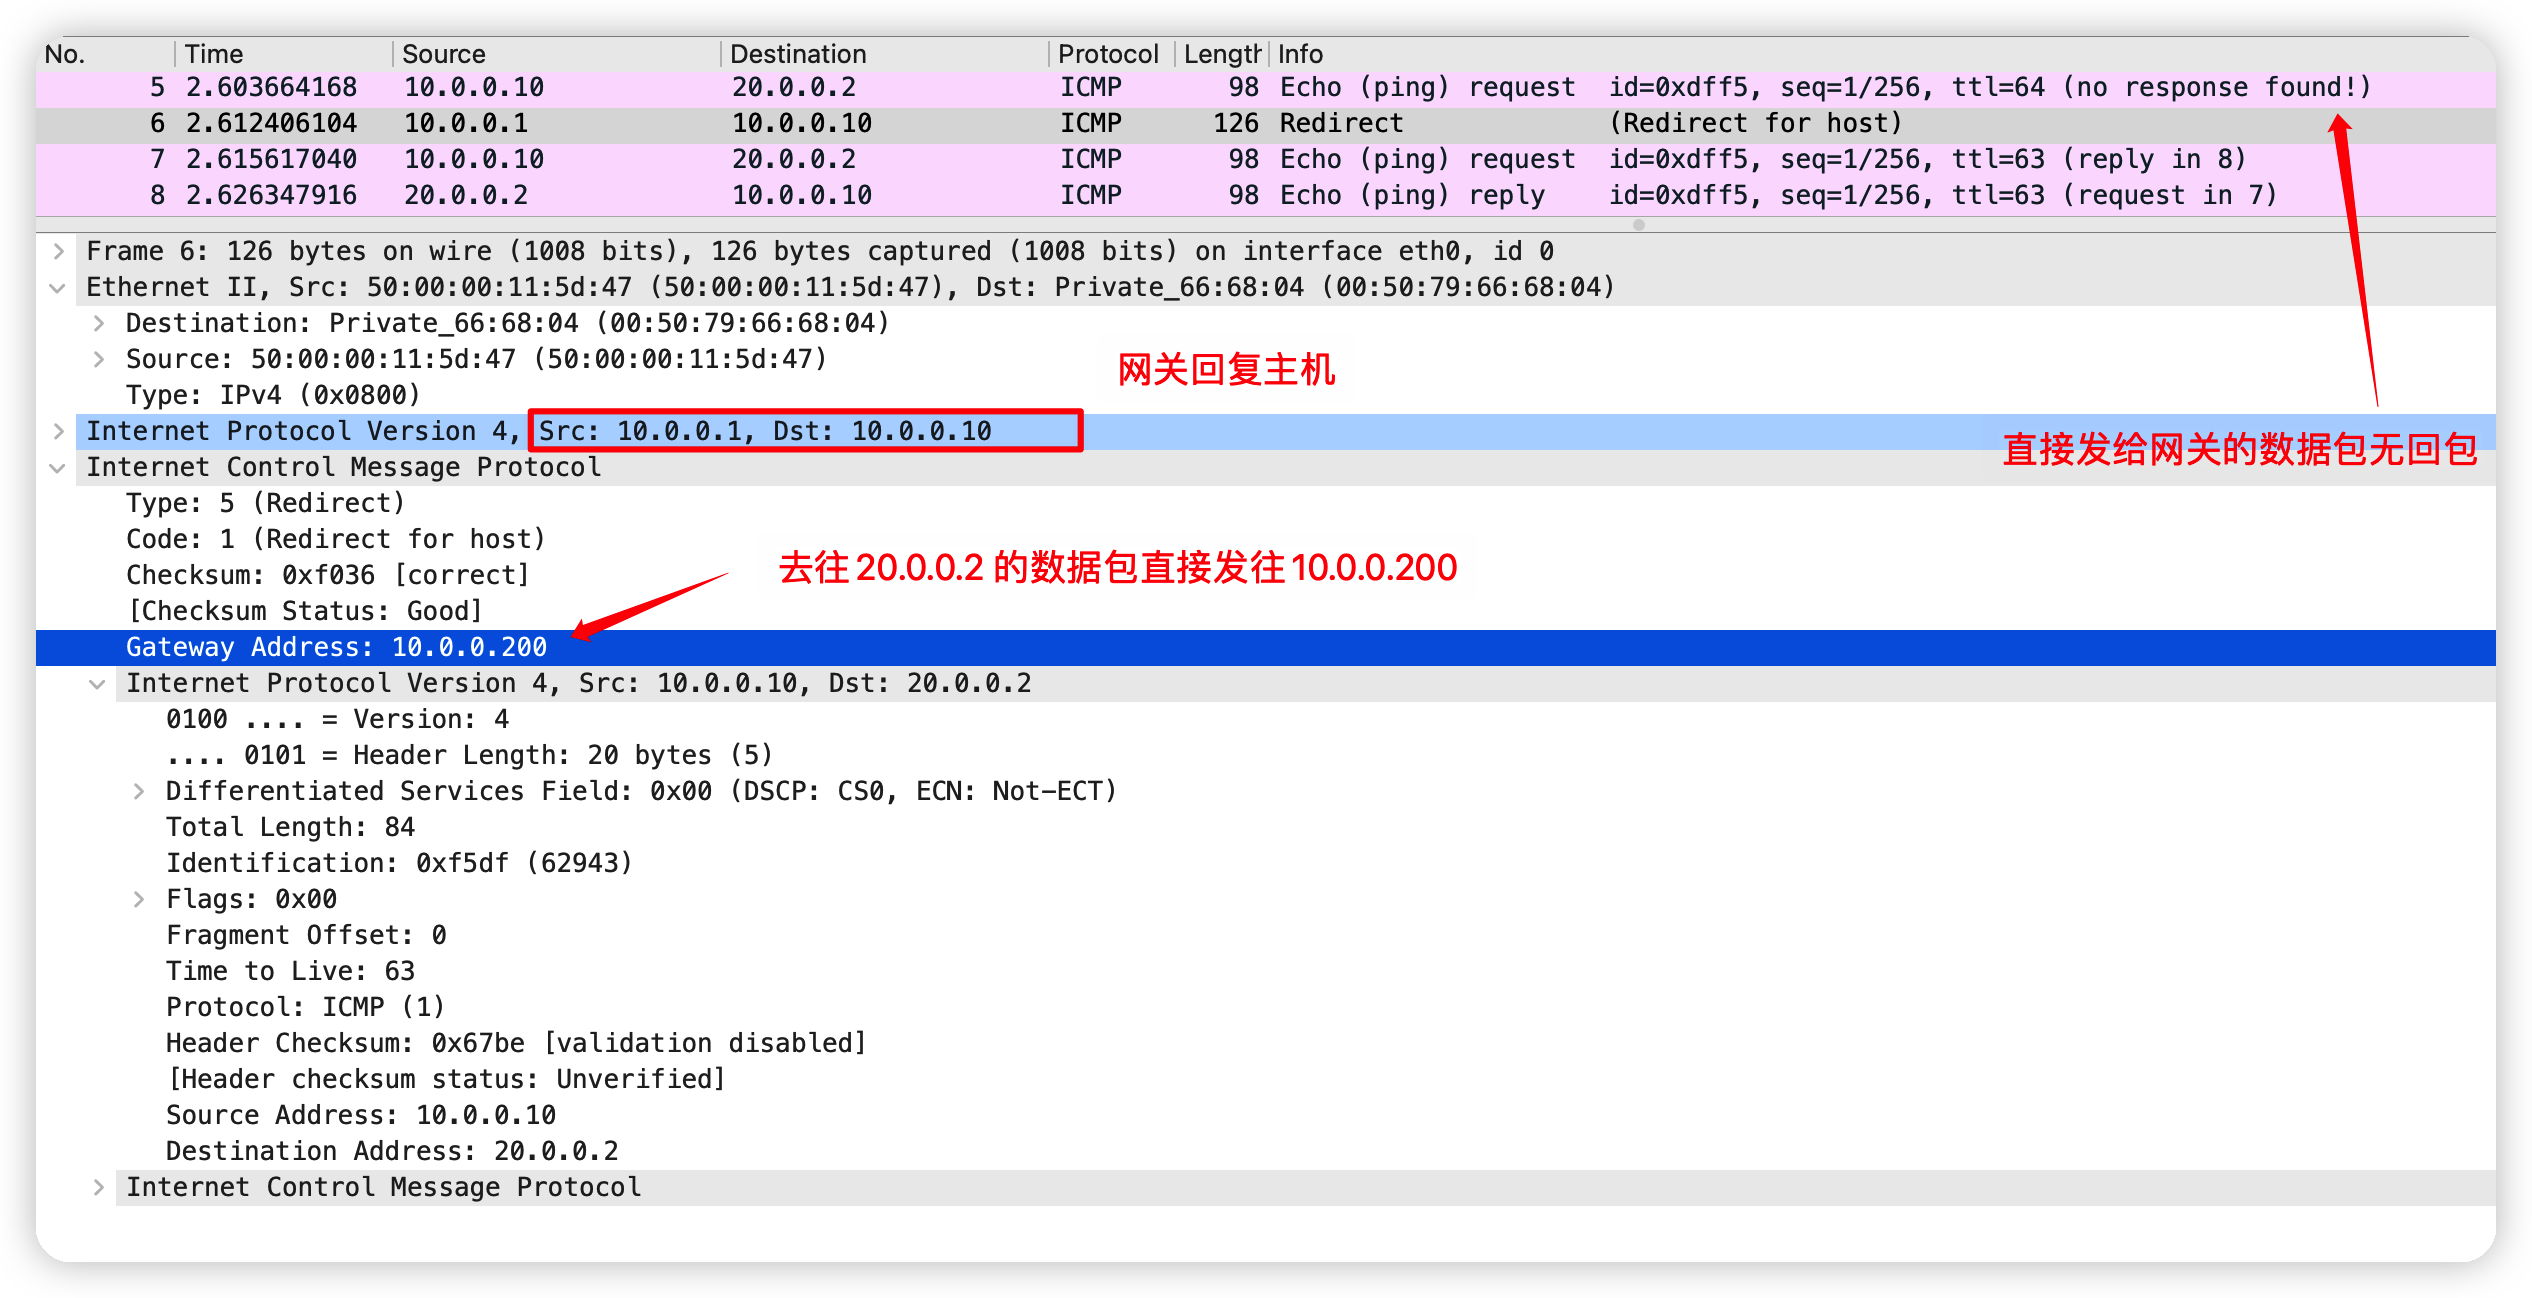 No. Time Source Destination Protocol Length Info
5 2.603664168 10.0.0.10 20.0.0.2 ICMP 98 Echo (ping) request id=0xdff5, seq=1/256, ttl=64 (no response found!)
6 2.612406104 10.0.0.1 10.0.0.10 ICMP 126 Redirect (Redirect for host)
7 2.615617040 10.0.0.10 20.0.0.2 ICMP 98 Echo (ping) request id=0xdff5, seq=1/256, ttl=63 (reply in 8)
8 2.626347916 20.0.0.2 10.0.0.10 ICMP 98 Echo (ping) reply id=0xdff5, seq=1/256, ttl=63 (request in 7)
Frame 6: 126 bytes on wire (1008 bits), 126 bytes captured (1008 bits) on interface eth0, id 0
Ethernet II, Src: 50:00:00:11:5d:47 (50:00:00:11:5d:47), Dst: Private_66:68:04 (00:50:79:66:68:04)
Destination: Private_66:68:04 (00:50:79:66:68:04)
Source: 50:00:00:11:5d:47 (50:00:00:11:5d:47)
网关回复主机
Type: IPv4 (0x0800)
Internet Protocol Version 4, Src: 10.0.0.1, Dst: 10.0.0.10
直接发给网关的数据包无回包
Internet Control Message Protocol
Type: 5 (Redirect)
Code: 1 (Redirect for host)
去往 20.0.0.2 的数据包直接发往 10.0.0.200
Checksum: 0xf036 [correct]
[Checksum Status: Good]
Gateway Address: 10.0.0.200
Internet Protocol Version 4, Src: 10.0.0.10, Dst: 20.0.0.2
0100 .... = Version: 4
.... 0101 = Header Length: 20 bytes (5)
Differentiated Services Field: 0x00 (DSCP: CS0, ECN: Not-ECT)
Total Length: 84
Identification: 0xf5df (62943)
Flags: 0x00
Fragment Offset: 0
Time to Live: 63
Protocol: ICMP (1)
Header Checksum: 0x67be [validation disabled]
[Header checksum status: Unverified]
Source Address: 10.0.0.10
Destination Address: 20.0.0.2
Internet Control Message Protocol